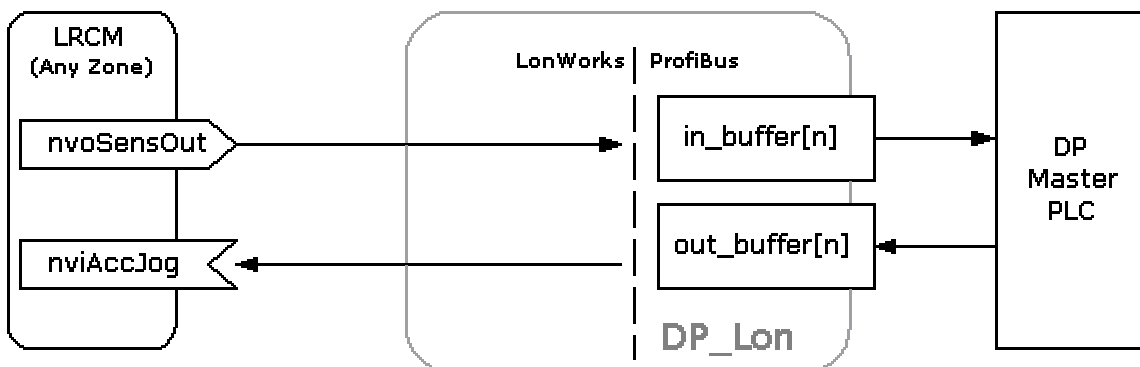 LRCM
(Any Zone)
nvoSensOut
nviAccJog
LonWorks
ProfiBus
in_buffer[n]
out_buffer[n]
DP_Lon
DP
Master
PLC